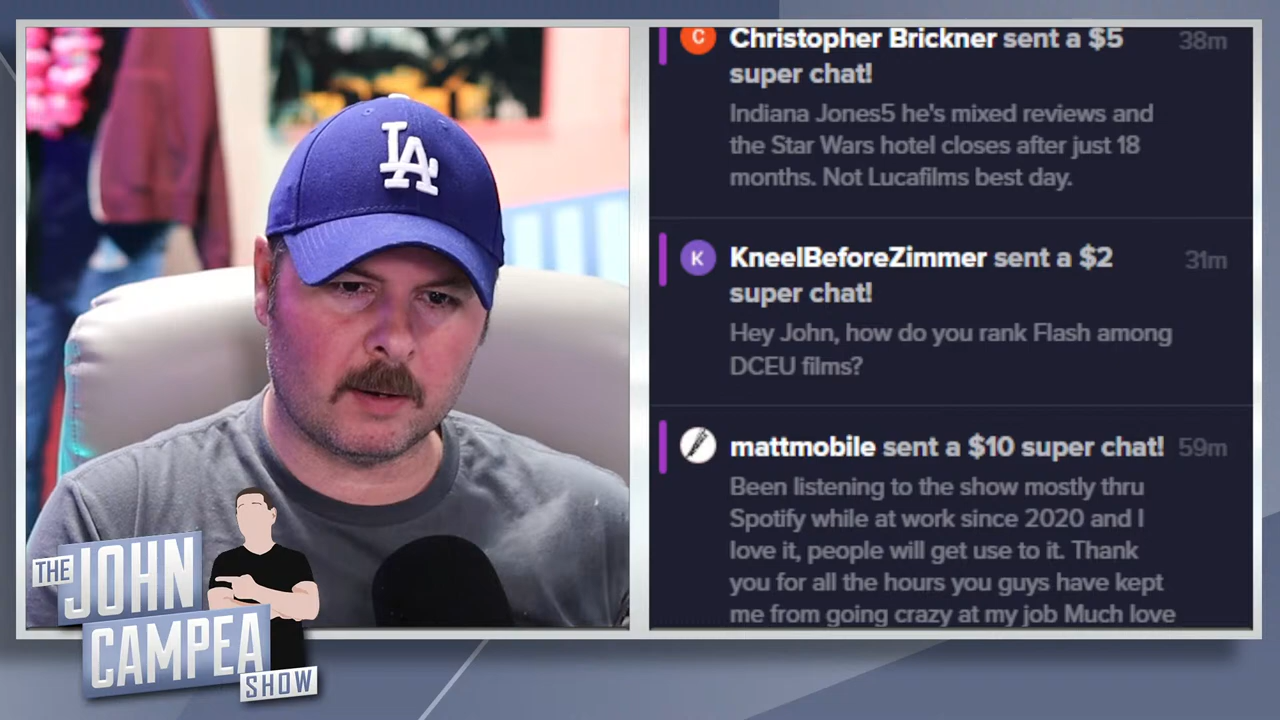 LA
THE
JOHN
CAMPEA
SHOW
C
Christopher Brickner sent a $5
super chat!
38m
Indiana Jones5 he's mixed reviews and
the Star Wars hotel closes after just 18
months. Not Lucafilms best day.
K
KneelBeforeZimmer sent a $2
super chat!
31m
Hey John, how do you rank Flash among
DCEU films?
mattmobile sent a $10 super chat!
59m
Been listening to the show mostly thru
Spotify while at work since 2020 and I
love it, people will get use to it. Thank
you for all the hours you guys have kept
me from going crazy at my job Much love